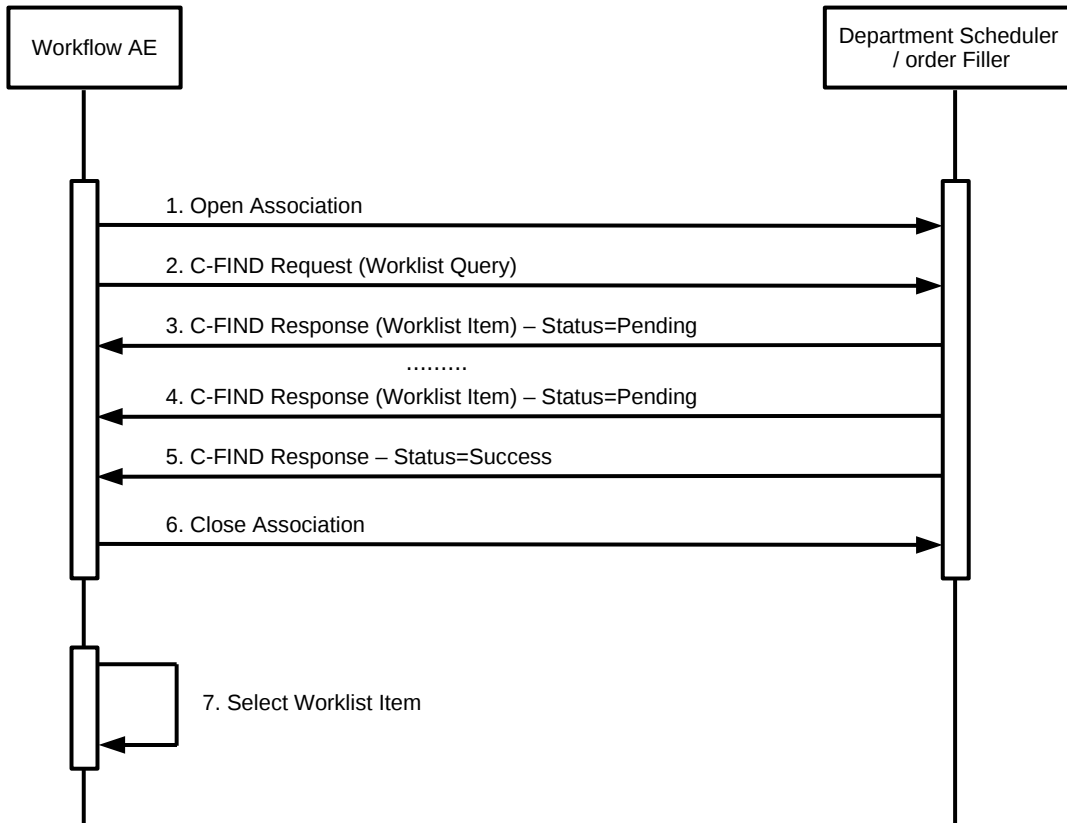 Workflow AE
Department Scheduler
/ order Filler
1. Open Association
2. C-FIND Request (Worklist Query)
3. C-FIND Response (Worklist Item) – Status=Pending
.........
4. C-FIND Response (Worklist Item) – Status=Pending
5. C-FIND Response – Status=Success
6. Close Association
7. Select Worklist Item